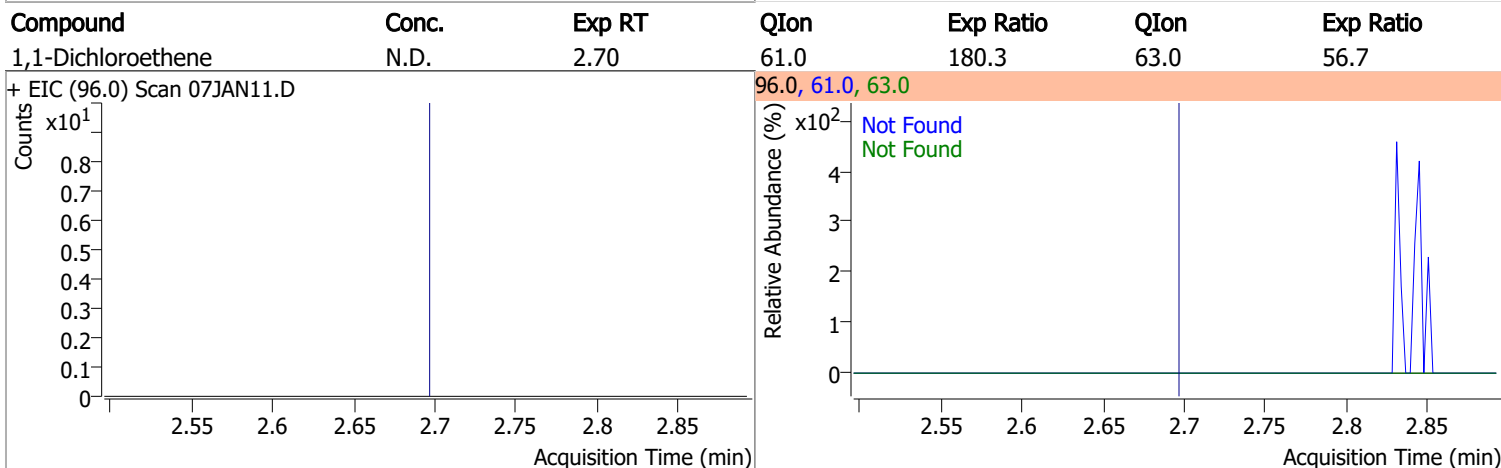 Compound Conc. Exp RT QIon Exp Ratio QIon Exp Ratio
1,1-Dichloroethene N.D. 2.70 61.0 180.3 63.0 56.7
+ EIC (96.0) Scan 07JAN11.D
Counts
x10¹
0.8
0.7
0.6
0.5
0.4
0.3
0.2
0.1
0
2.55 2.6 2.65 2.7 2.75 2.8 2.85
Acquisition Time (min)
96.0, 61.0, 63.0
Relative Abundance (%)
x10²
Not Found
Not Found
4
3
2
1
0
2.55 2.6 2.65 2.7 2.75 2.8 2.85
Acquisition Time (min)